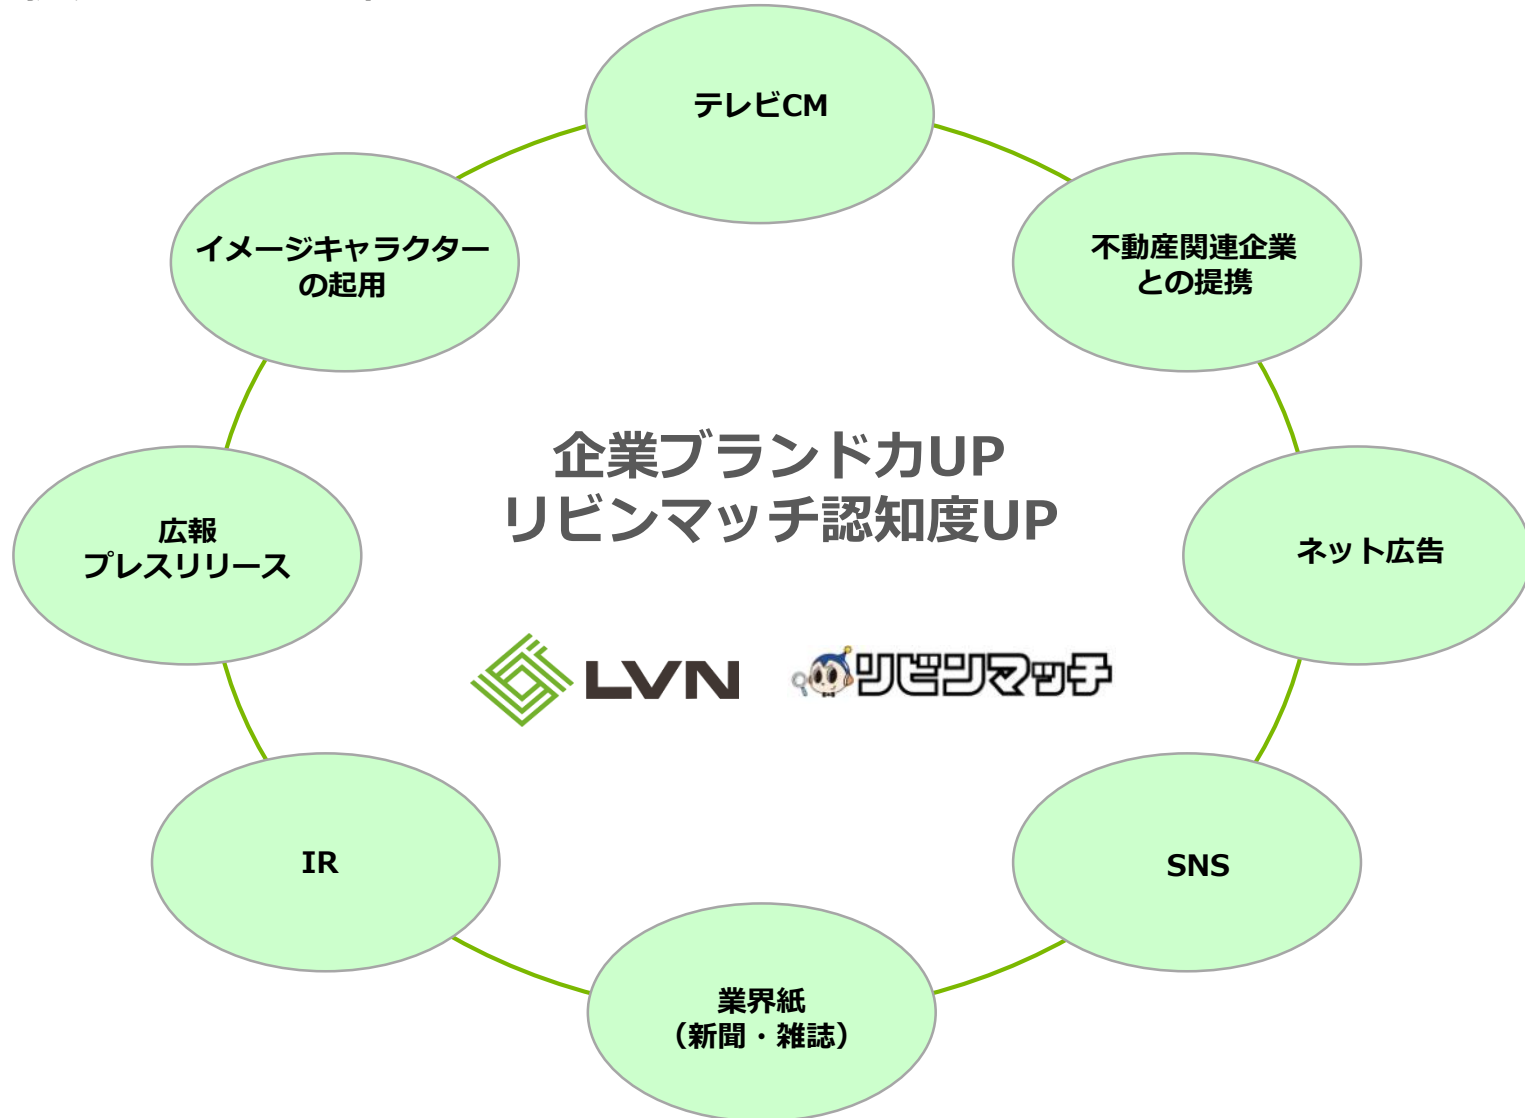 テレビCM
イメージキャラクター
の起用
不動産関連企業
との提携
企業ブランド力UP
リビンマッチ認知度UP
広報
プレスリリース
ネット広告
LVN
リビンマッチ
IR
SNS
業界紙
（新聞・雑誌）